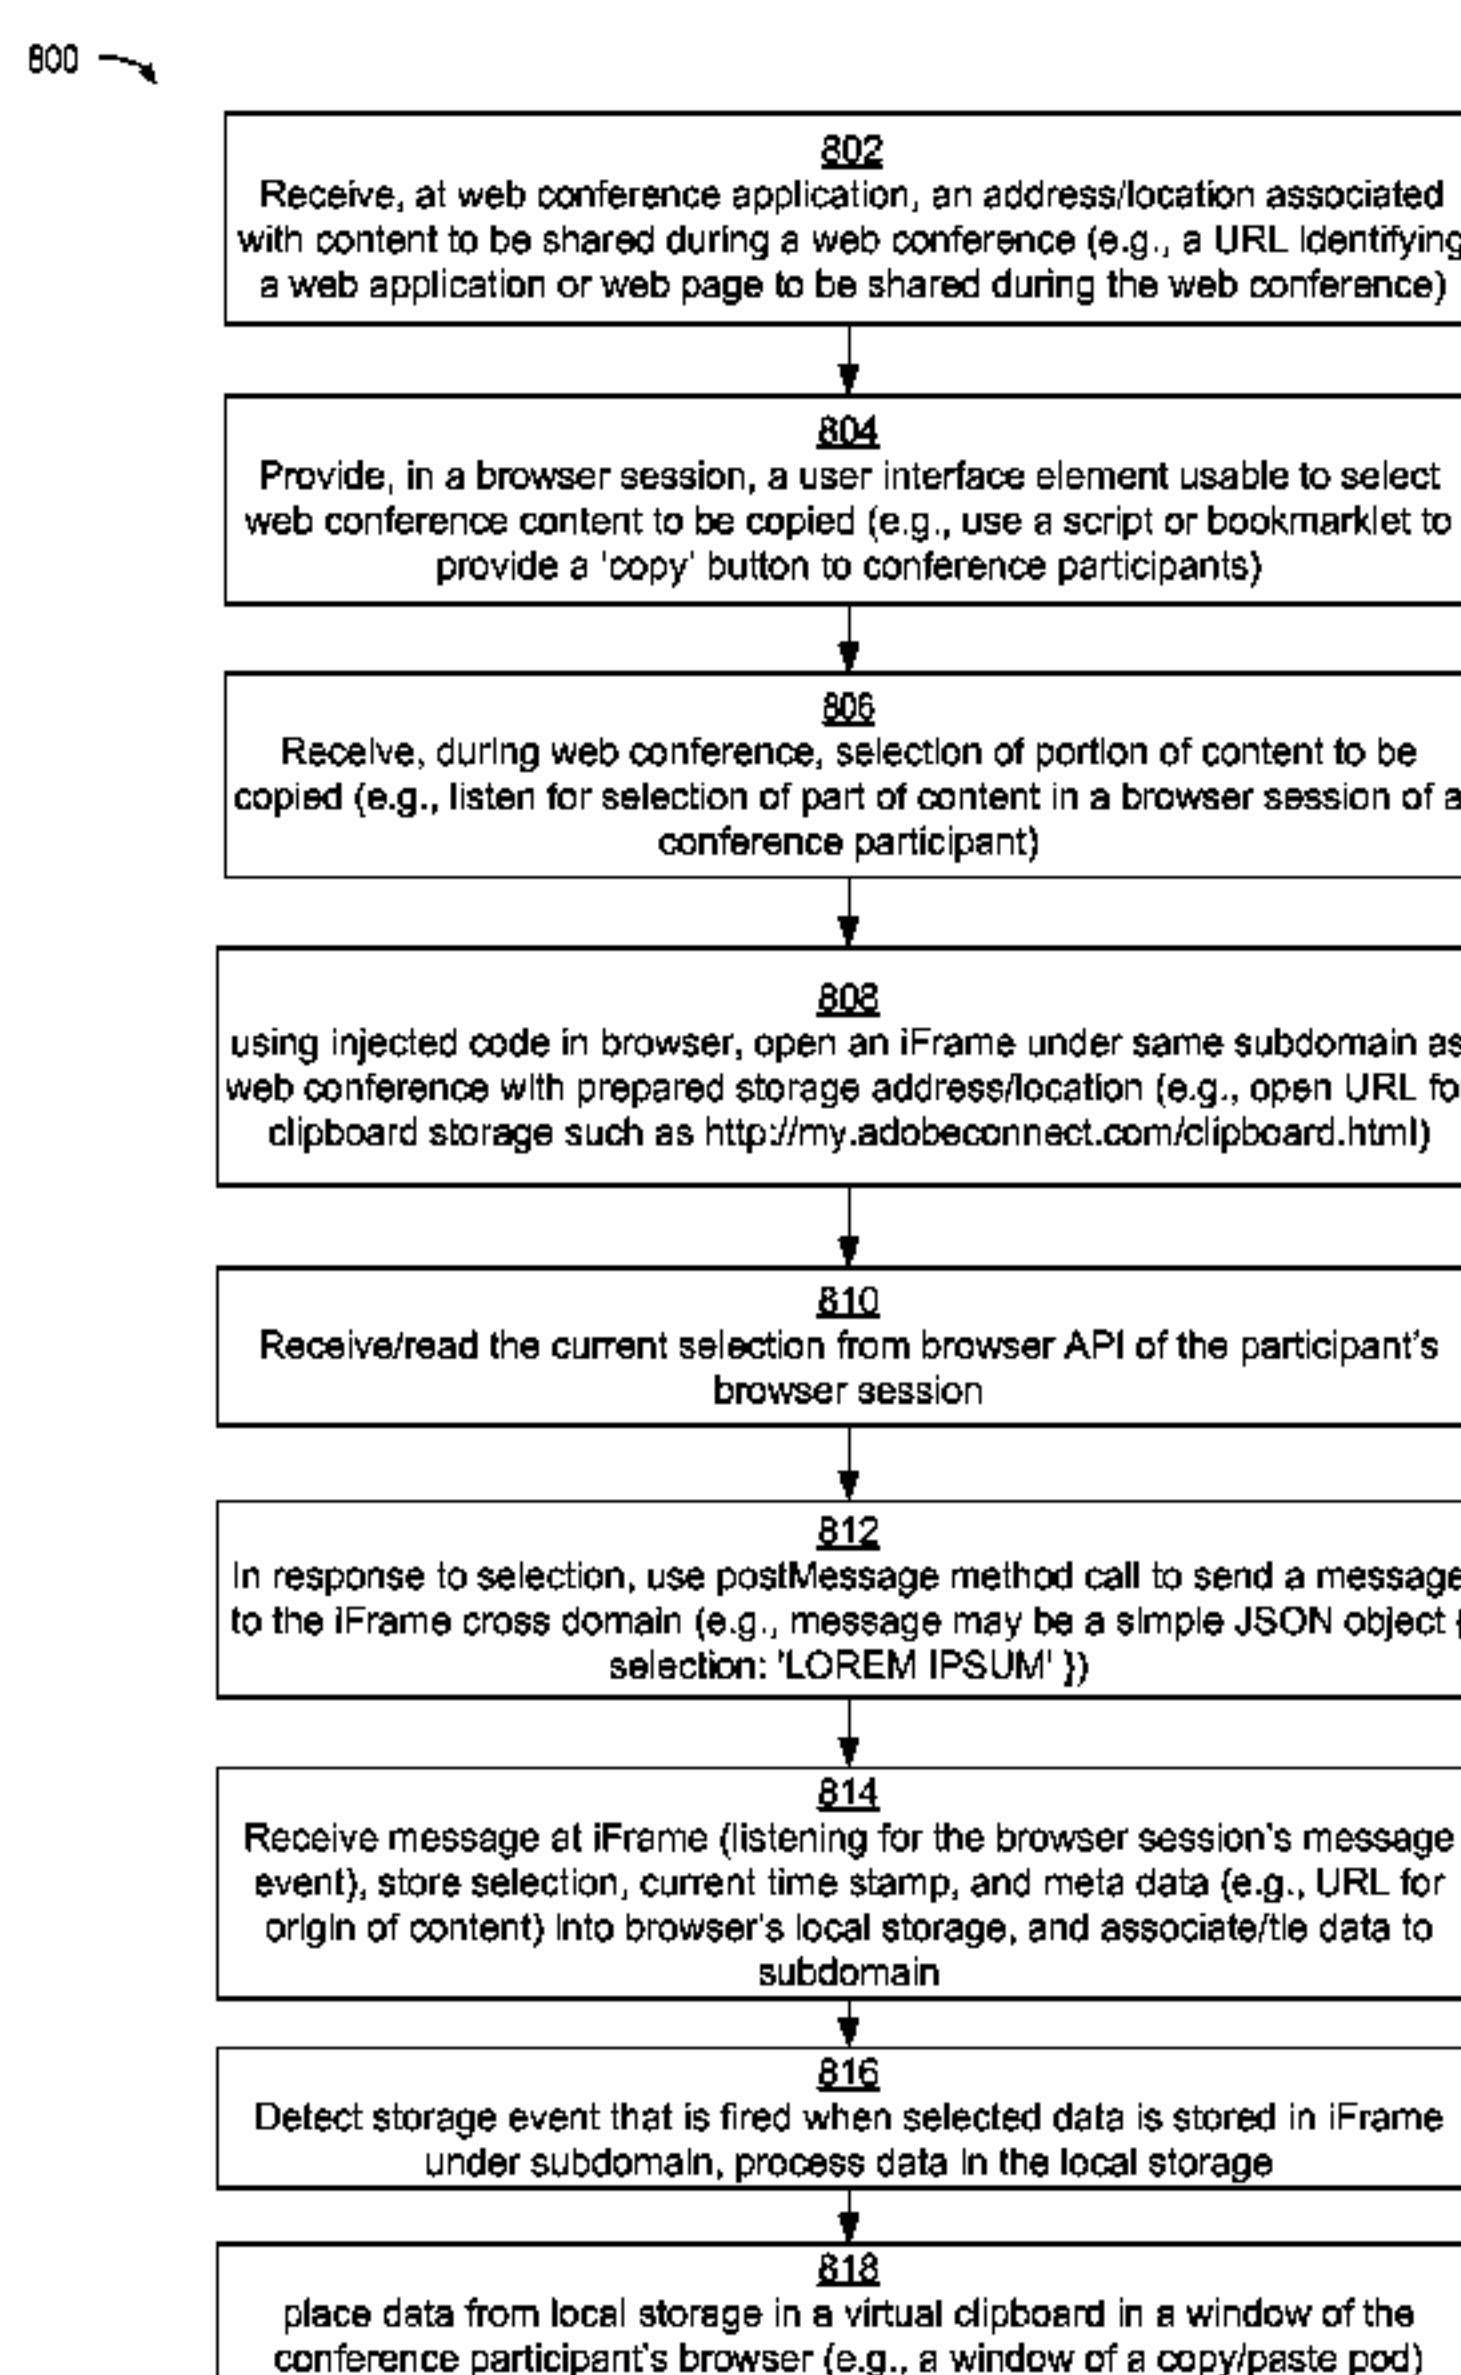 800
802
Receive, at web conference application, an address/location associated
with content to be shared during a web conference (e.g., a URL identifying
a web application or web page to be shared during the web conference)
804
Provide, in a browser session, a user interface element usable to select
web conference content to be copied (e.g., use a script or bookmarklet to
provide a 'copy' button to conference participants)
806
Receive, during web conference, selection of portion of content to be
copied (e.g., listen for selection of part of content in a browser session of a
conference participant)
808
using injected code in browser, open an iFrame under same subdomain as
web conference with prepared storage address/location (e.g., open URL fo
clipboard storage such as http://my.adobeconnect.com/clipboard.html)
810
Receive/read the current selection from browser API of the participant's
browser session
812
In response to selection, use postMessage method call to send a message
to the iFrame cross domain (e.g., message may be a simple JSON object {
selection: 'LOREM IPSUM' })
814
Receive message at iFrame (listening for the browser session's message
event), store selection, current time stamp, and meta data (e.g., URL for
origin of content) into browser's local storage, and associate/tie data to
subdomain
816
Detect storage event that is fired when selected data is stored in iFrame
under subdomain, process data in the local storage
818
place data from local storage in a virtual clipboard in a window of the
conference participant's browser (e.g., a window of a copy/paste pod)